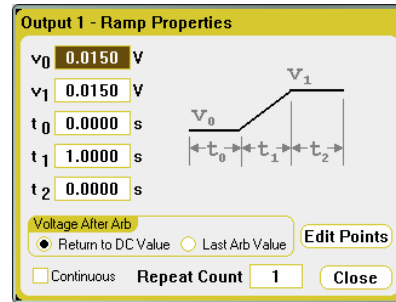 Output 1 - Ramp Properties
v0 0.0150 V
v1 0.0150 V
t0 0.0000 s
t1 1.0000 s
t2 0.0000 s
V1
V0
t0 t1 t2
Voltage After Arb
Return to DC Value Last Arb Value
Edit Points
Continuous Repeat Count 1 Close